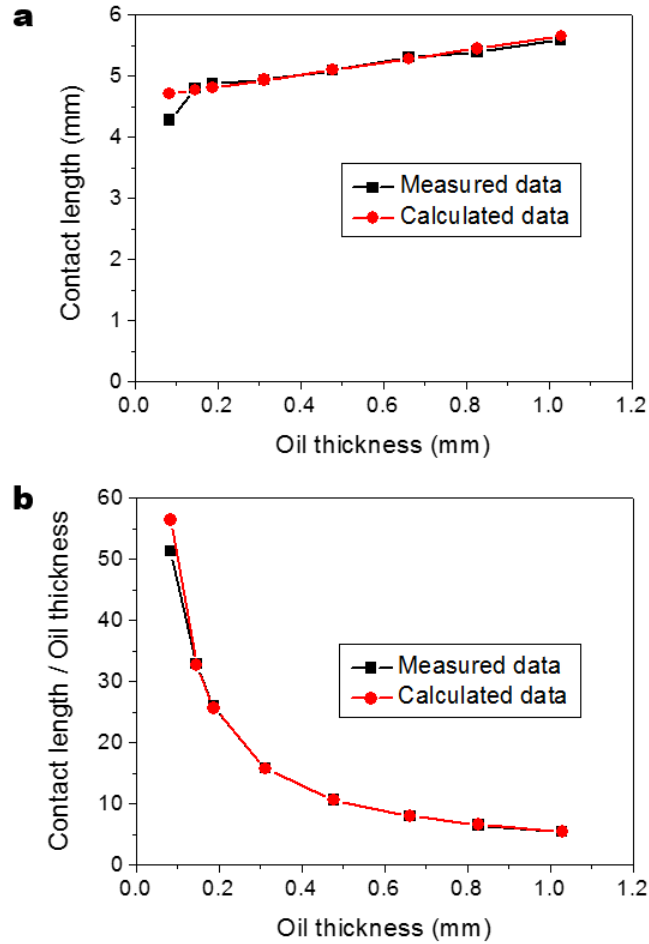 a
6
5
4
3
2
1
0
Contact length (mm)
Measured data
Calculated data
0.0 0.2 0.4 0.6 0.8 1.0 1.2
Oil thickness (mm)
b
60
50
40
30
20
10
0
Contact length / Oil thickness
Measured data
Calculated data
0.0 0.2 0.4 0.6 0.8 1.0 1.2
Oil thickness (mm)